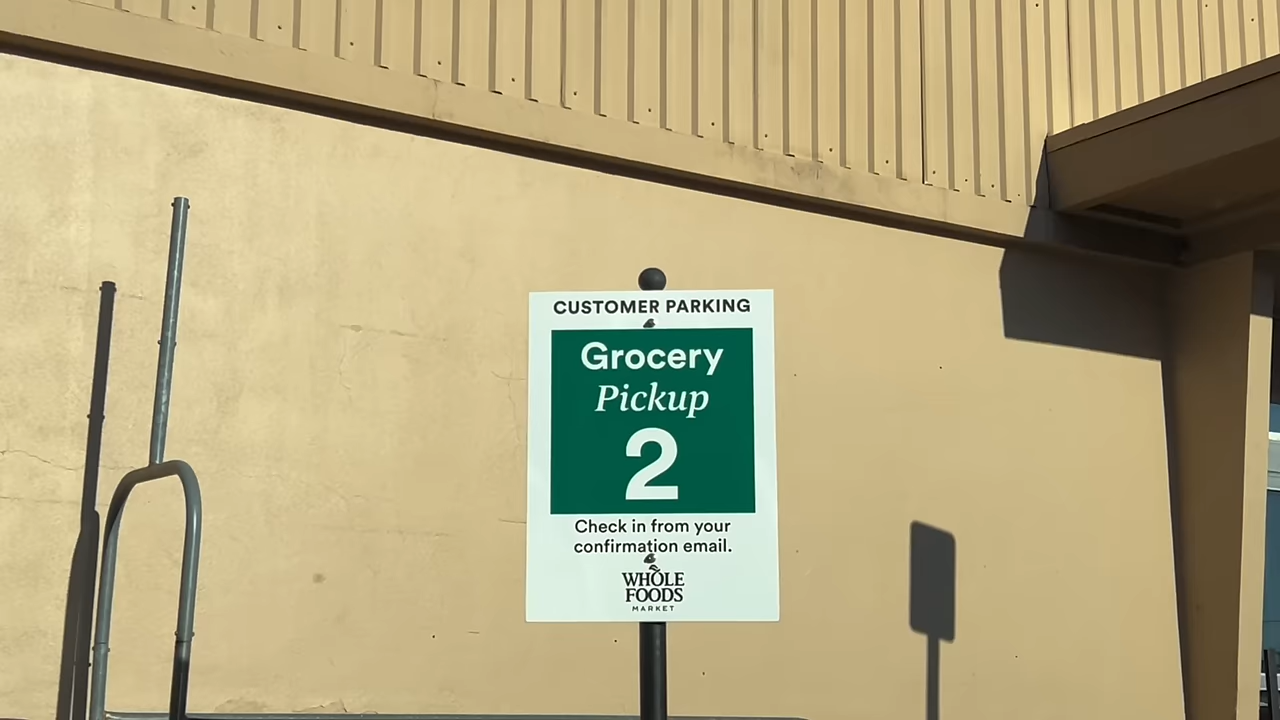 CUSTOMER PARKING
Grocery
Pickup
2
Check in from your
confirmation email.
WHOLE
FOODS
MARKET